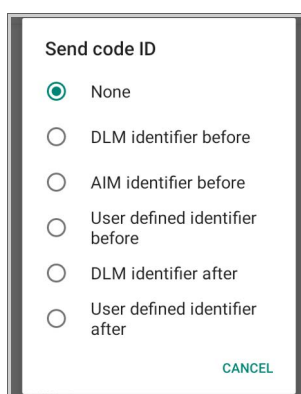 Send code ID
None
DLM identifier before
AIM identifier before
User defined identifier
before
DLM identifier after
User defined identifier
after
CANCEL